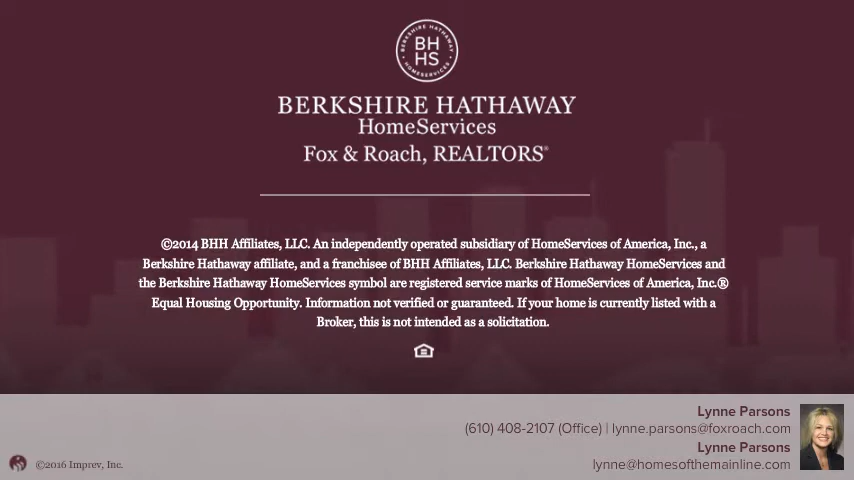 BERKSHIRE HATHAWAY
HOMESERVICES
BH
HS
BERKSHIRE HATHAWAY
HomeServices
Fox & Roach, REALTORS®
©2014 BHH Affiliates, LLC. An independently operated subsidiary of HomeServices of America, Inc., a
Berkshire Hathaway affiliate, and a franchisee of BHH Affiliates, LLC. Berkshire Hathaway HomeServices and
the Berkshire Hathaway HomeServices symbol are registered service marks of HomeServices of America, Inc.®
Equal Housing Opportunity. Information not verified or guaranteed. If your home is currently listed with a
Broker, this is not intended as a solicitation.
Lynne Parsons
(610) 408-2107 (Office) | lynne.parsons@foxroach.com
Lynne Parsons
lynne@homesofthemainline.com
©2016 Imprev, Inc.